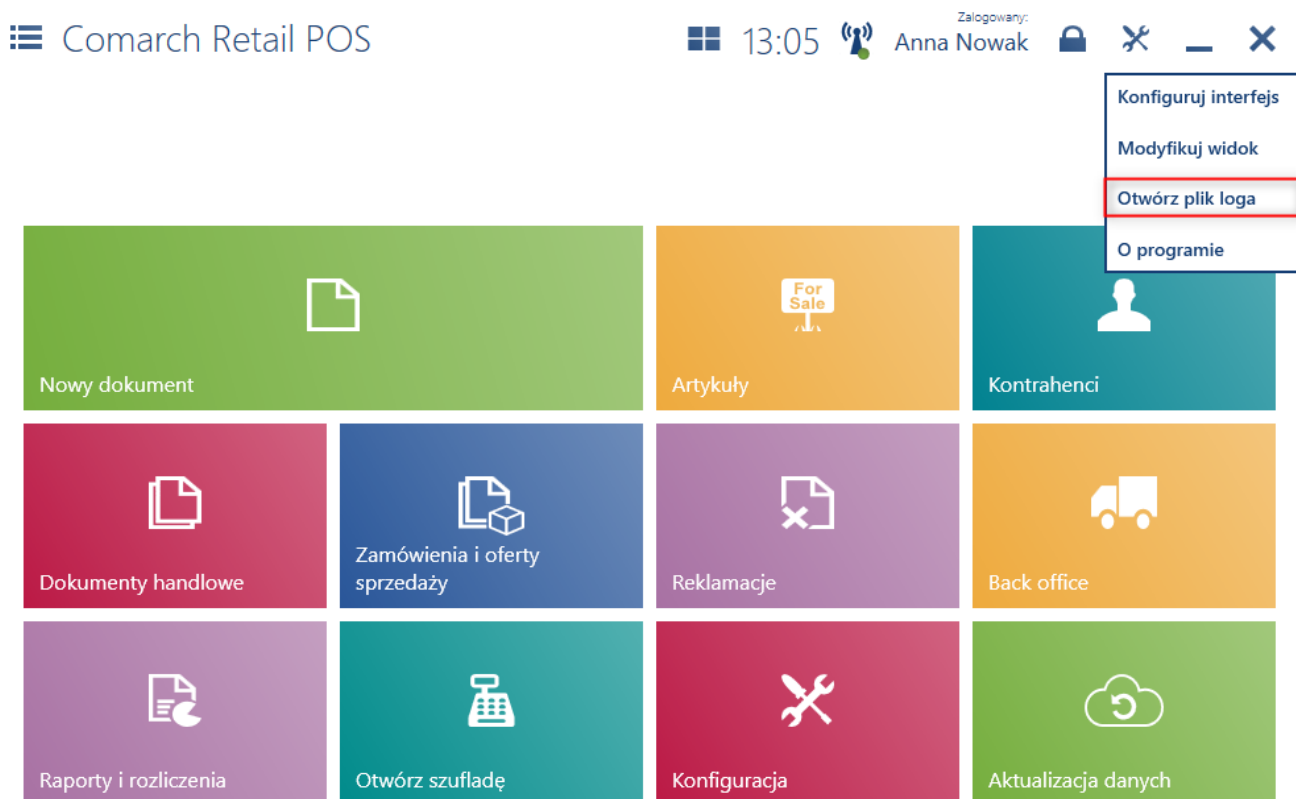 Comarch Retail POS
13:05
Zalogowany:
Anna Nowak
Konfiguruj interfejs
Modyfikuj widok
Otwórz plik loga
O programie
Nowy dokument
For
Sale
Artykuły
Kontrahenci
Dokumenty handlowe
Zamówienia i oferty
sprzedaży
Reklamacje
Back office
Raporty i rozliczenia
Otwórz szufladę
Konfiguracja
Aktualizacja danych